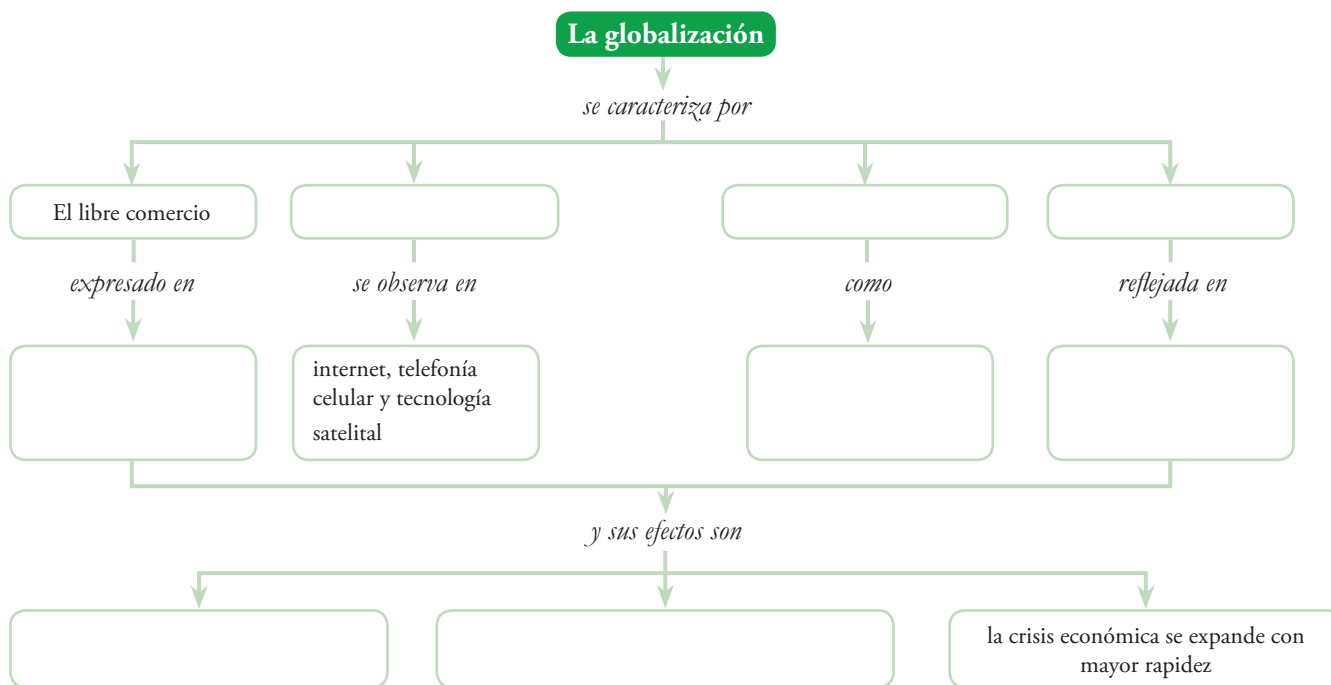 La globalización
se caracteriza por
El libre comercio
expresado en
se observa en
como
reflejada en
internet, telefonía
celular y tecnología
satelital
y sus efectos son
la crisis económica se expande con
mayor rapidez